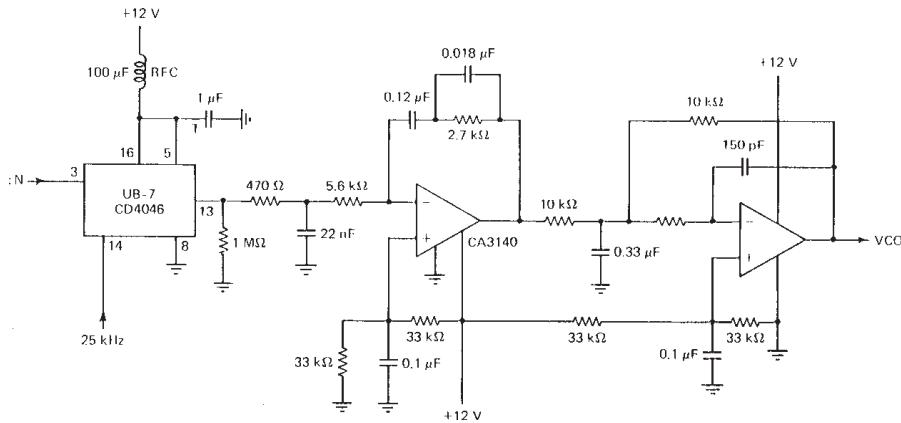 +12 V
100 µF
RFC
1 µF
1
16
5
:N
3
UB-7
CD4046
13
14
8
1 MΩ
25 kHz
470 Ω
22 nF
5.6 kΩ
0.12 µF
0.018 µF
2.7 kΩ
−
+
CA3140
33 kΩ
33 kΩ
0.1 µF
+12 V
10 kΩ
0.33 µF
33 kΩ
10 kΩ
150 pF
+12 V
−
+
VCO
33 kΩ
0.1 µF